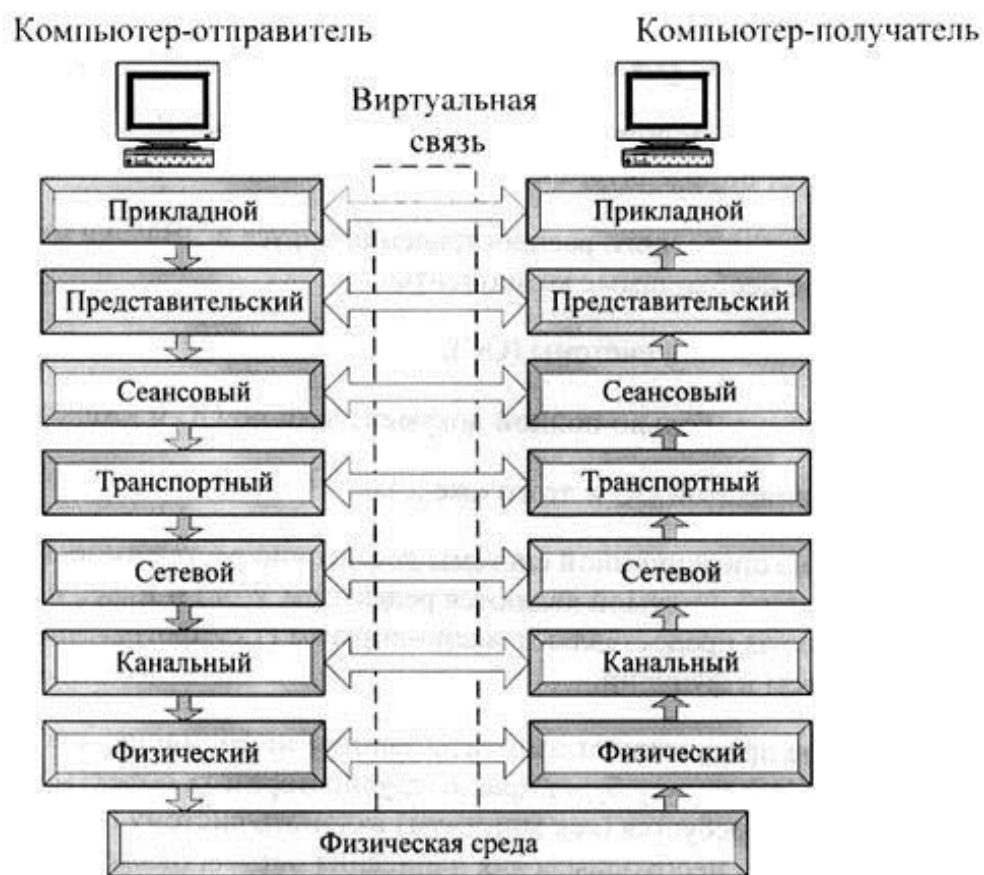 Компьютер-отправитель
Компьютер-получатель
Виртуальная
связь
Прикладной
Прикладной
Представительский
Представительский
Сеансовый
Сеансовый
Транспортный
Транспортный
Сетевой
Сетевой
Канальный
Канальный
Физический
Физический
Физическая среда